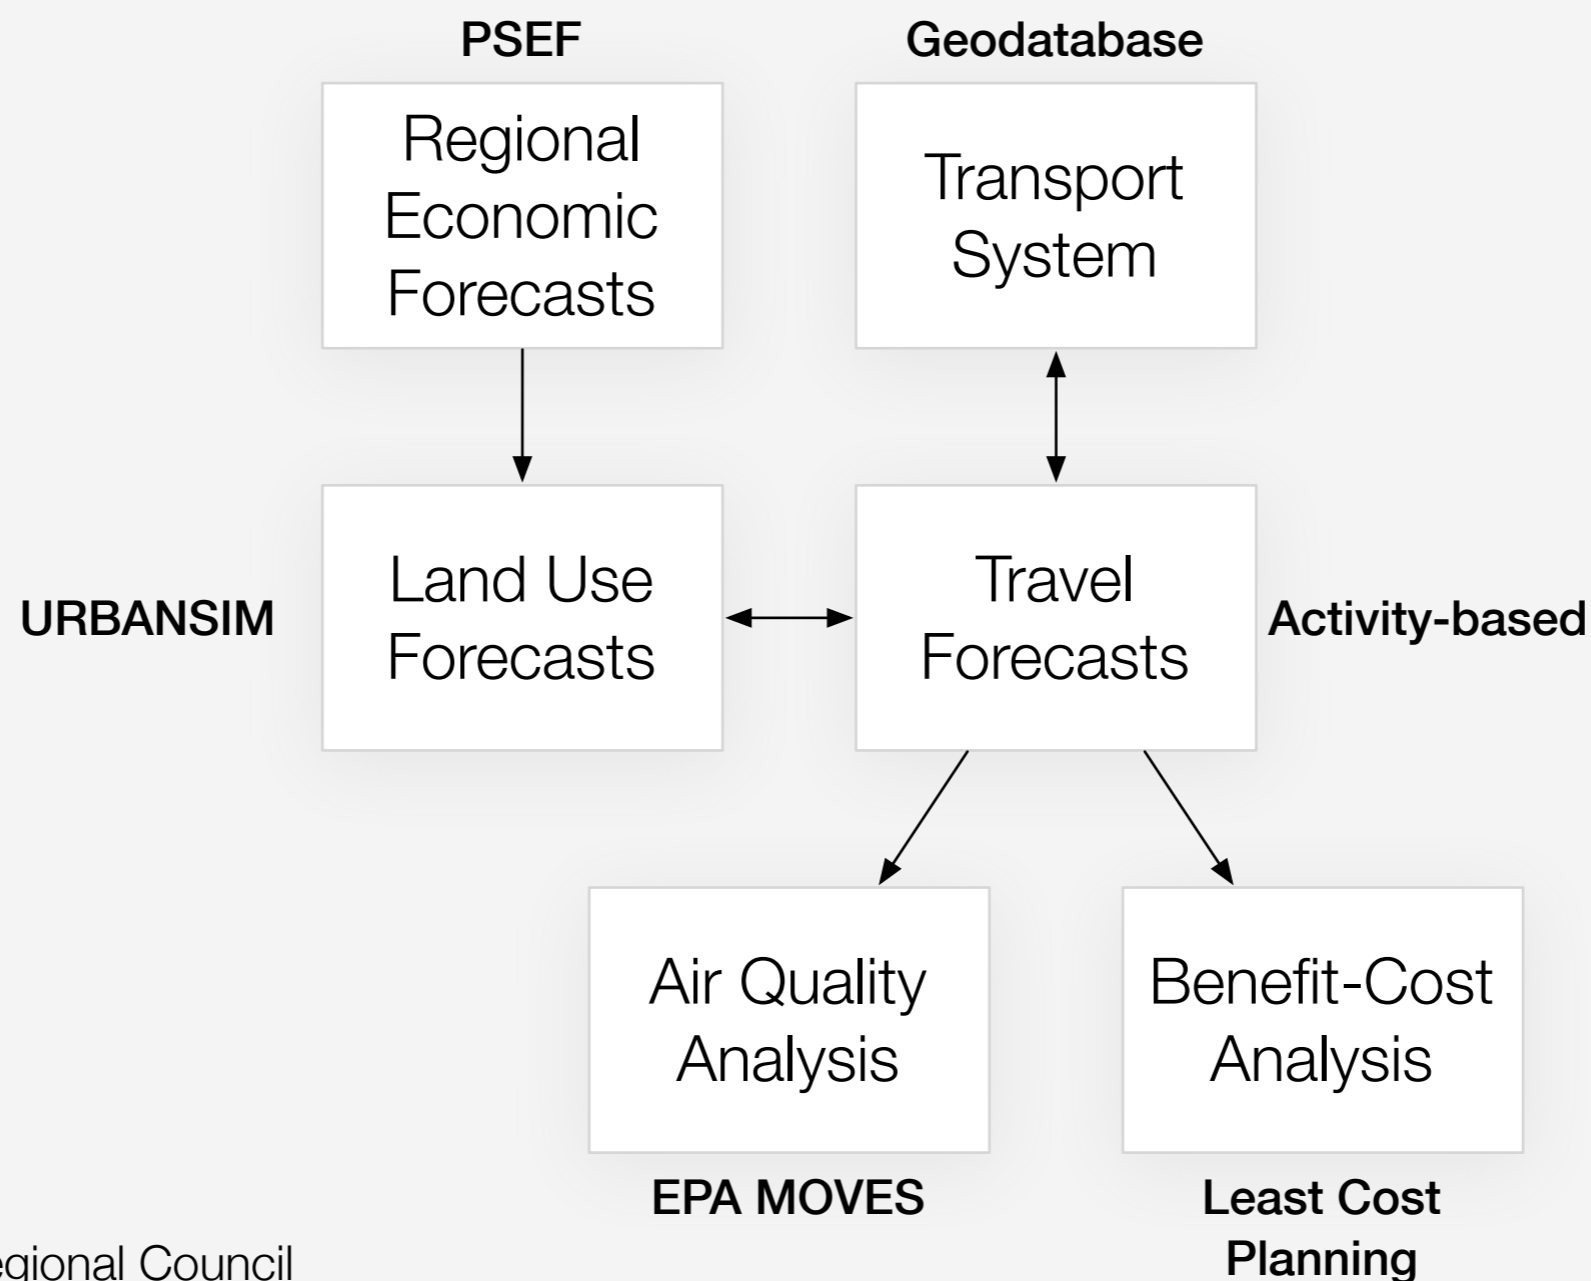 PSEF
Geodatabase
Regional
Economic
Forecasts
Transport
System
URBANSIM
Land Use
Forecasts
Travel
Forecasts
Activity-based
Air Quality
Analysis
Benefit-Cost
Analysis
EPA MOVES
Least Cost
Planning
Council